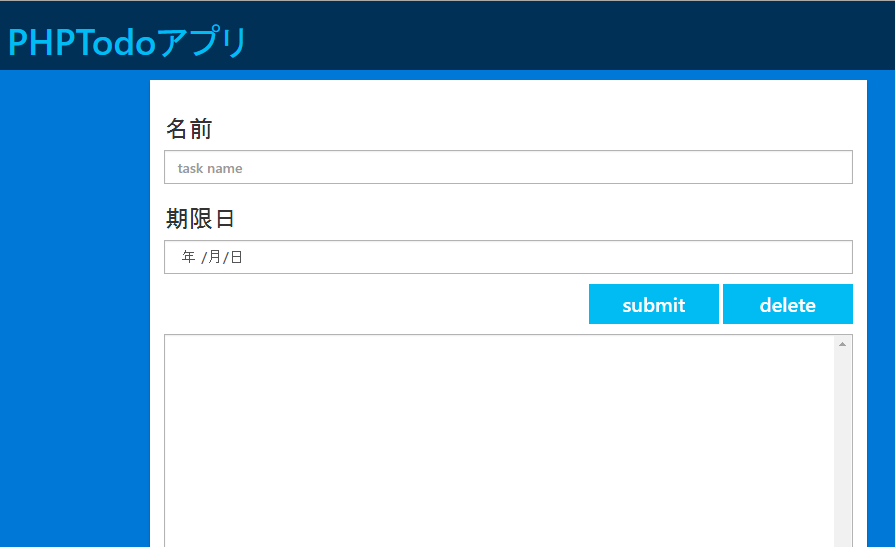 PHPTodoアプリ
名前
task name
期限日
年 /月/日
submit delete